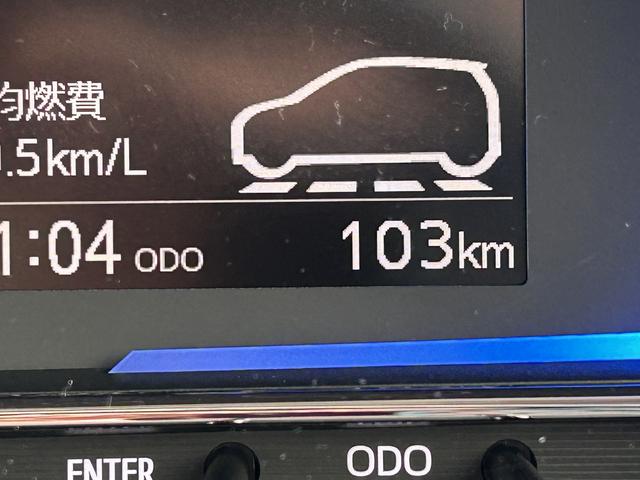 均燃費
.5km/L
1:04 ODO 103km
ENTER ODO